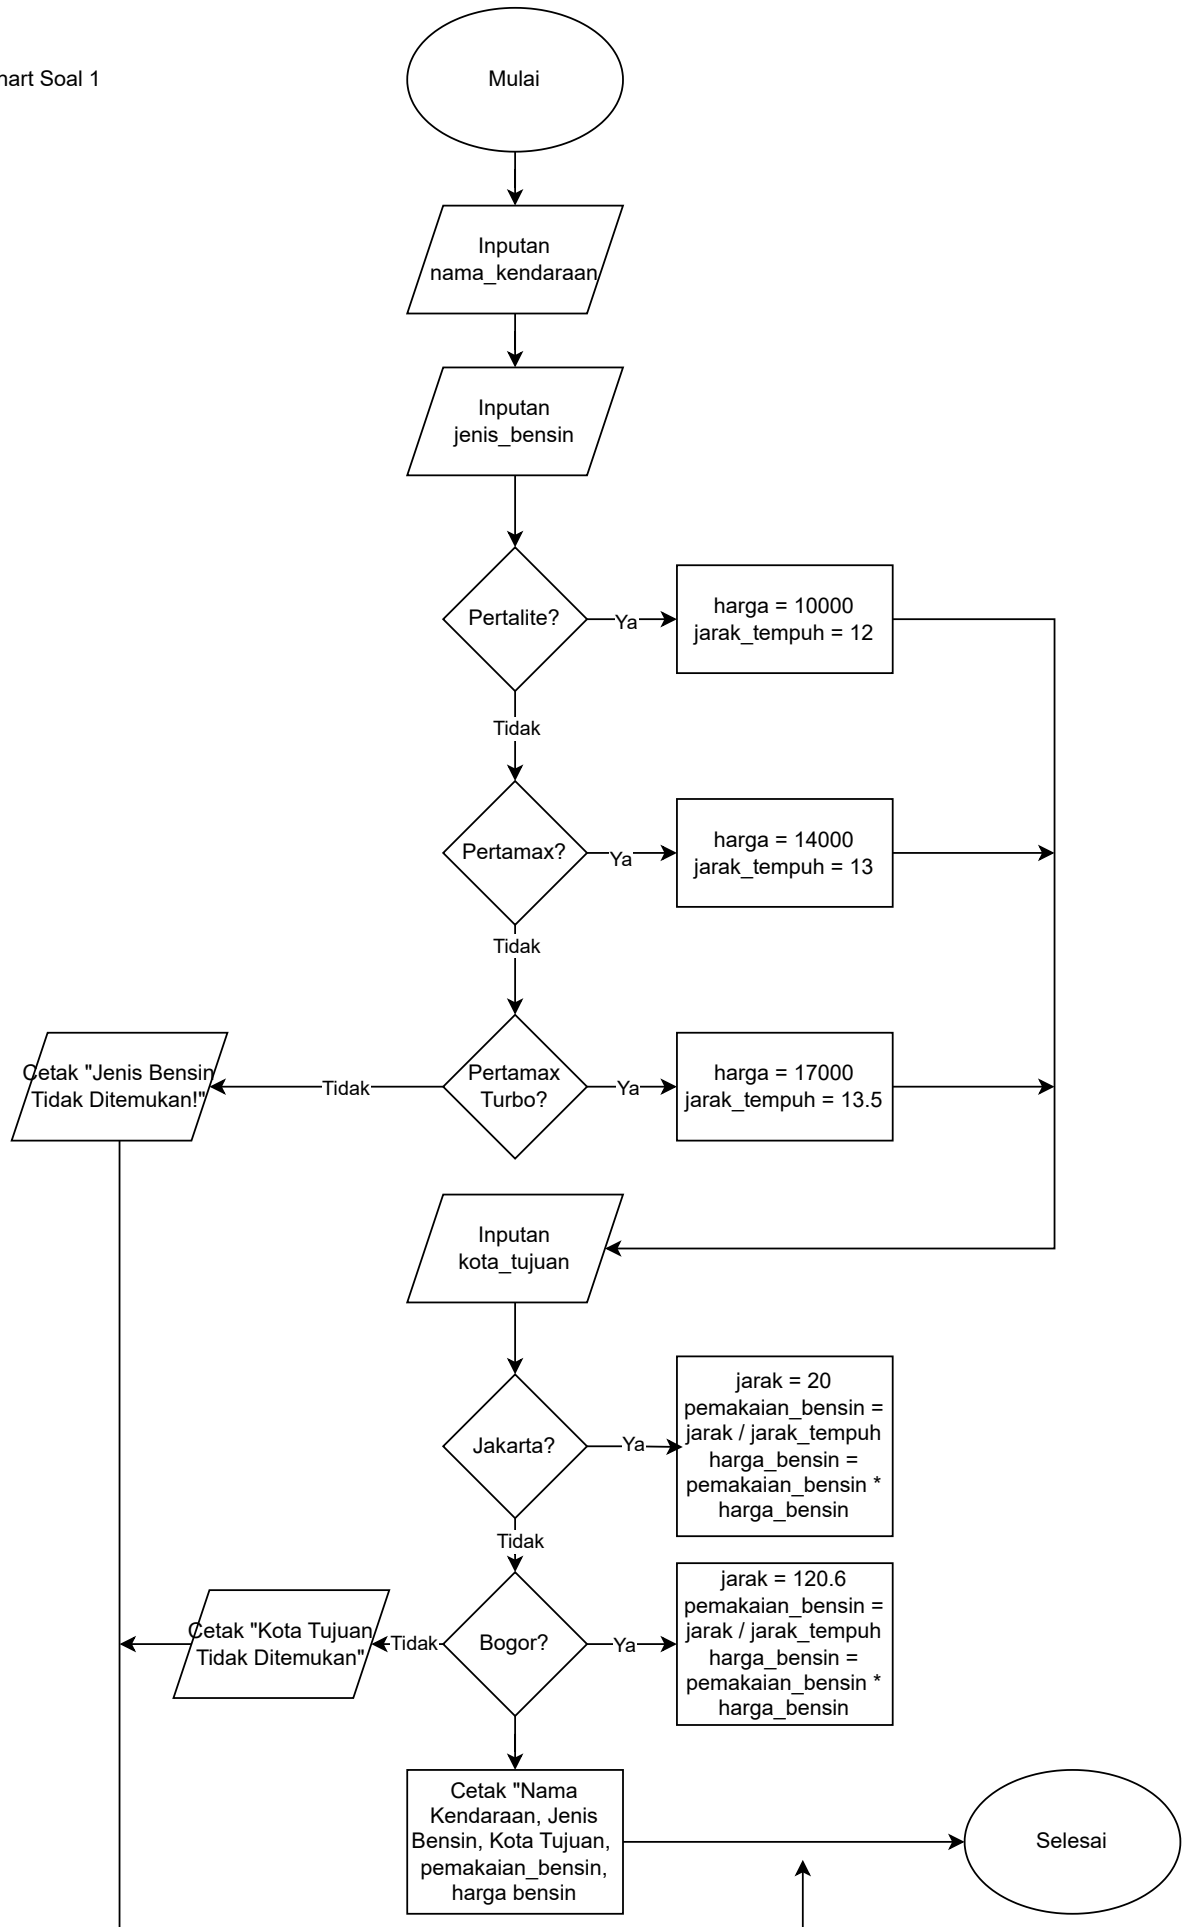 hart Soal 1
Mulai
Inputan
nama_kendaraan
Inputan
jenis_bensin
Pertalite?
Ya
harga = 10000
jarak_tempuh = 12
Tidak
Pertamax?
Ya
harga = 14000
jarak_tempuh = 13
Tidak
Cetak "Jenis Bensin
Tidak Ditemukan!"
Tidak
Pertamax
Turbo?
Ya
harga = 17000
jarak_tempuh = 13.5
Inputan
kota_tujuan
Jakarta?
Ya
jarak = 20
pemakaian_bensin =
jarak / jarak_tempuh
harga_bensin =
pemakaian_bensin *
harga_bensin
Tidak
Cetak "Kota Tujuan
Tidak Ditemukan"
Tidak
Bogor?
Ya
jarak = 120.6
pemakaian_bensin =
jarak / jarak_tempuh
harga_bensin =
pemakaian_bensin *
harga_bensin
Cetak "Nama
Kendaraan, Jenis
Bensin, Kota Tujuan,
pemakaian_bensin,
harga bensin
Selesai